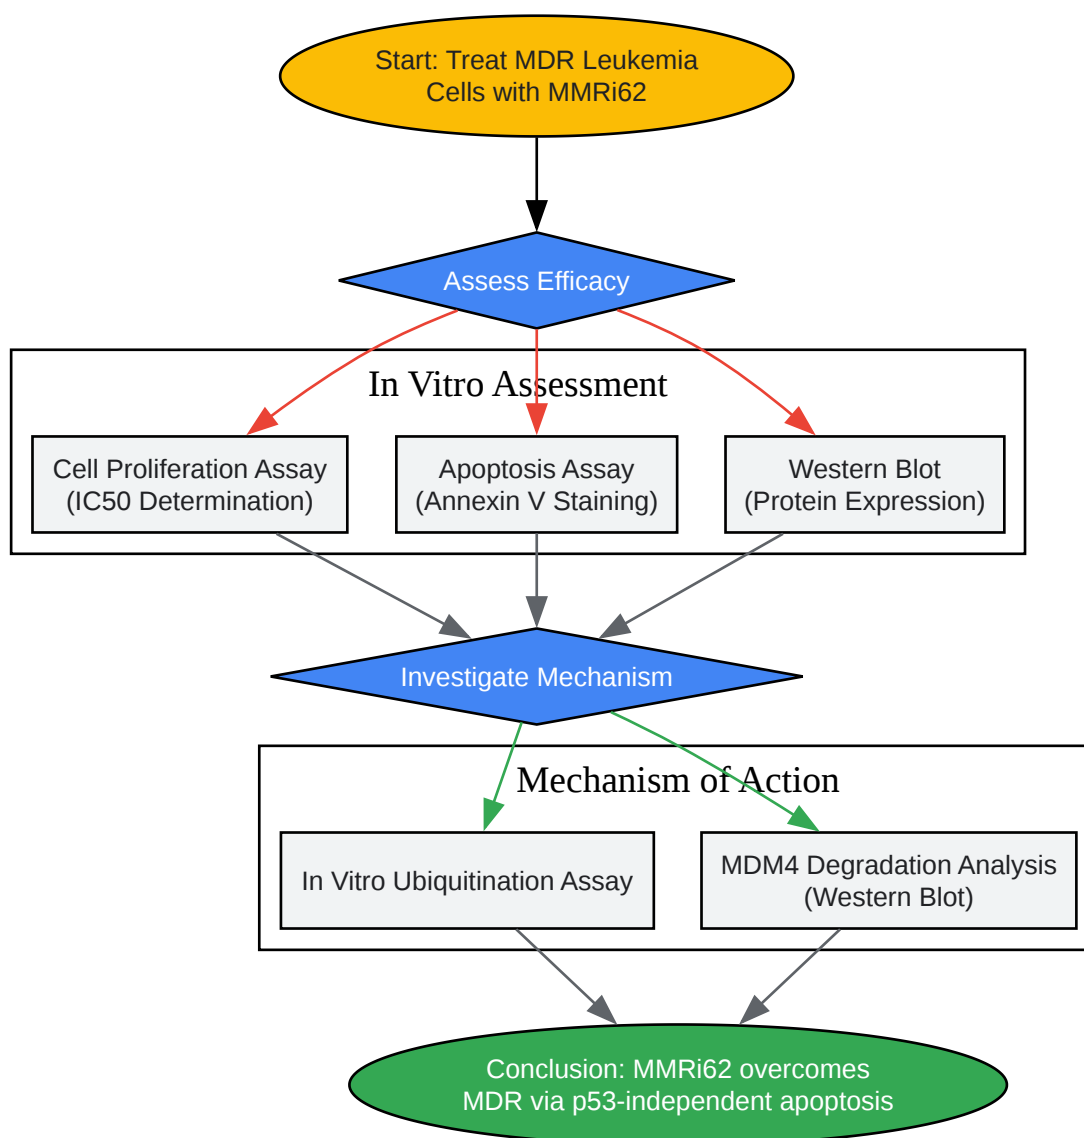 Start: Treat MDR Leukemia
Cells with MMRi62
Assess Efficacy
In Vitro Assessment
Cell Proliferation Assay
(IC50 Determination)
Apoptosis Assay
(Annexin V Staining)
Western Blot
(Protein Expression)
Investigate Mechanism
Mechanism of Action
In Vitro Ubiquitination Assay
MDM4 Degradation Analysis
(Western Blot)
Conclusion: MMRi62 overcomes
MDR via p53-independent apoptosis